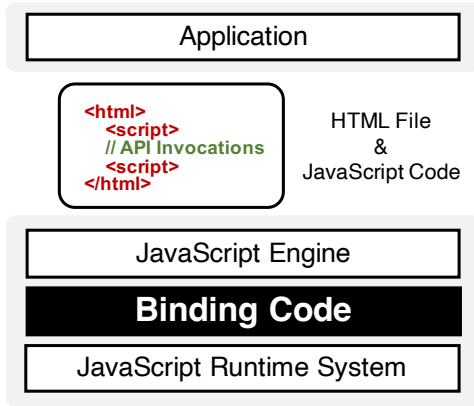 Application
<html>
<script>
// API Invocations
<script>
</html>
HTML File
&
JavaScript Code
JavaScript Engine
Binding Code
JavaScript Runtime System